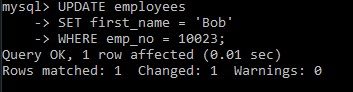 mysql> UPDATE employees
    -> SET first_name = 'Bob'
    -> WHERE emp_no = 10023;
Query OK, 1 row affected (0.01 sec)
Rows matched: 1  Changed: 1  Warnings: 0